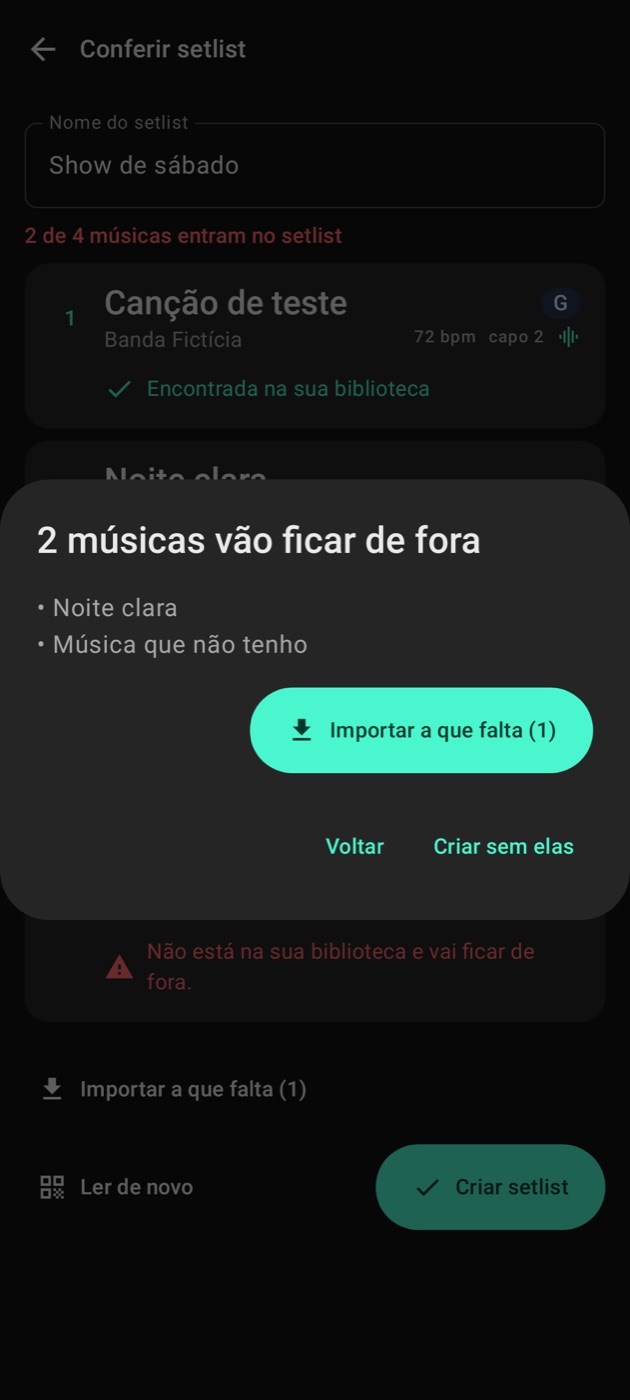 Conferir setlist
Nome do setlist
Show de sábado
2 de 4 músicas entram no setlist
1
Canção de teste
G
Banda Fictícia
72 bpm capo 2
Encontrada na sua biblioteca
Noite clara
2 músicas vão ficar de fora
• Noite clara
• Música que não tenho
Importar a que falta (1)
Voltar
Criar sem elas
Não está na sua biblioteca e vai ficar de
fora.
Importar a que falta (1)
Ler de novo
Criar setlist